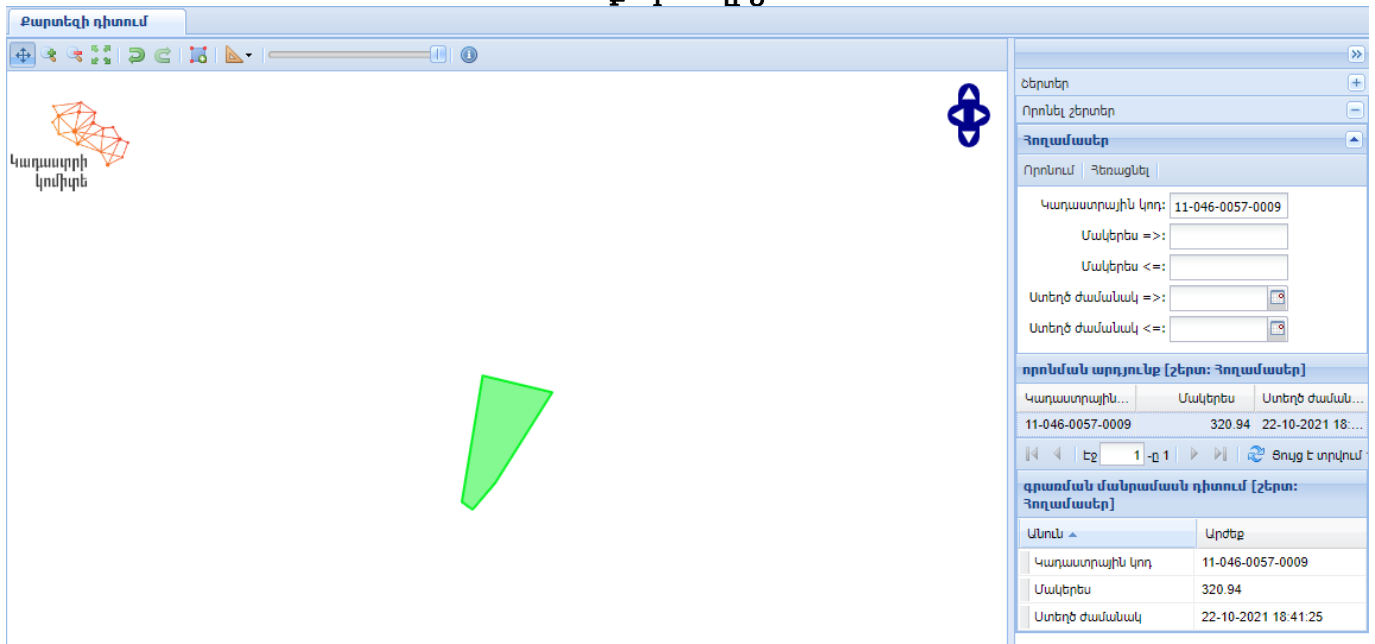 Քարտեզի դիտում
Կադաստրի
կոմիտե
Շերտեր
Որոնել շերտեր
Հողամասեր
Որոնում Հեռացնել
Կադաստրային կոդ: 11-046-0057-0009
Մակերես =>:
Մակերես <=:
Ստեղծ ժամանակ =>:
Ստեղծ ժամանակ <=:
որոնման արդյունք [շերտ: Հողամասեր]
Կադաստրային... Մակերես Ստեղծ ժաման...
11-046-0057-0009 320.94 22-10-2021 18:...
Էջ 1 -ը 1 Ցույց է տրվում
գրառման մանրամասն դիտում [շերտ:
Հողամասեր]
Անուն Արժեք
Կադաստրային կոդ 11-046-0057-0009
Մակերես 320.94
Ստեղծ ժամանակ 22-10-2021 18:41:25